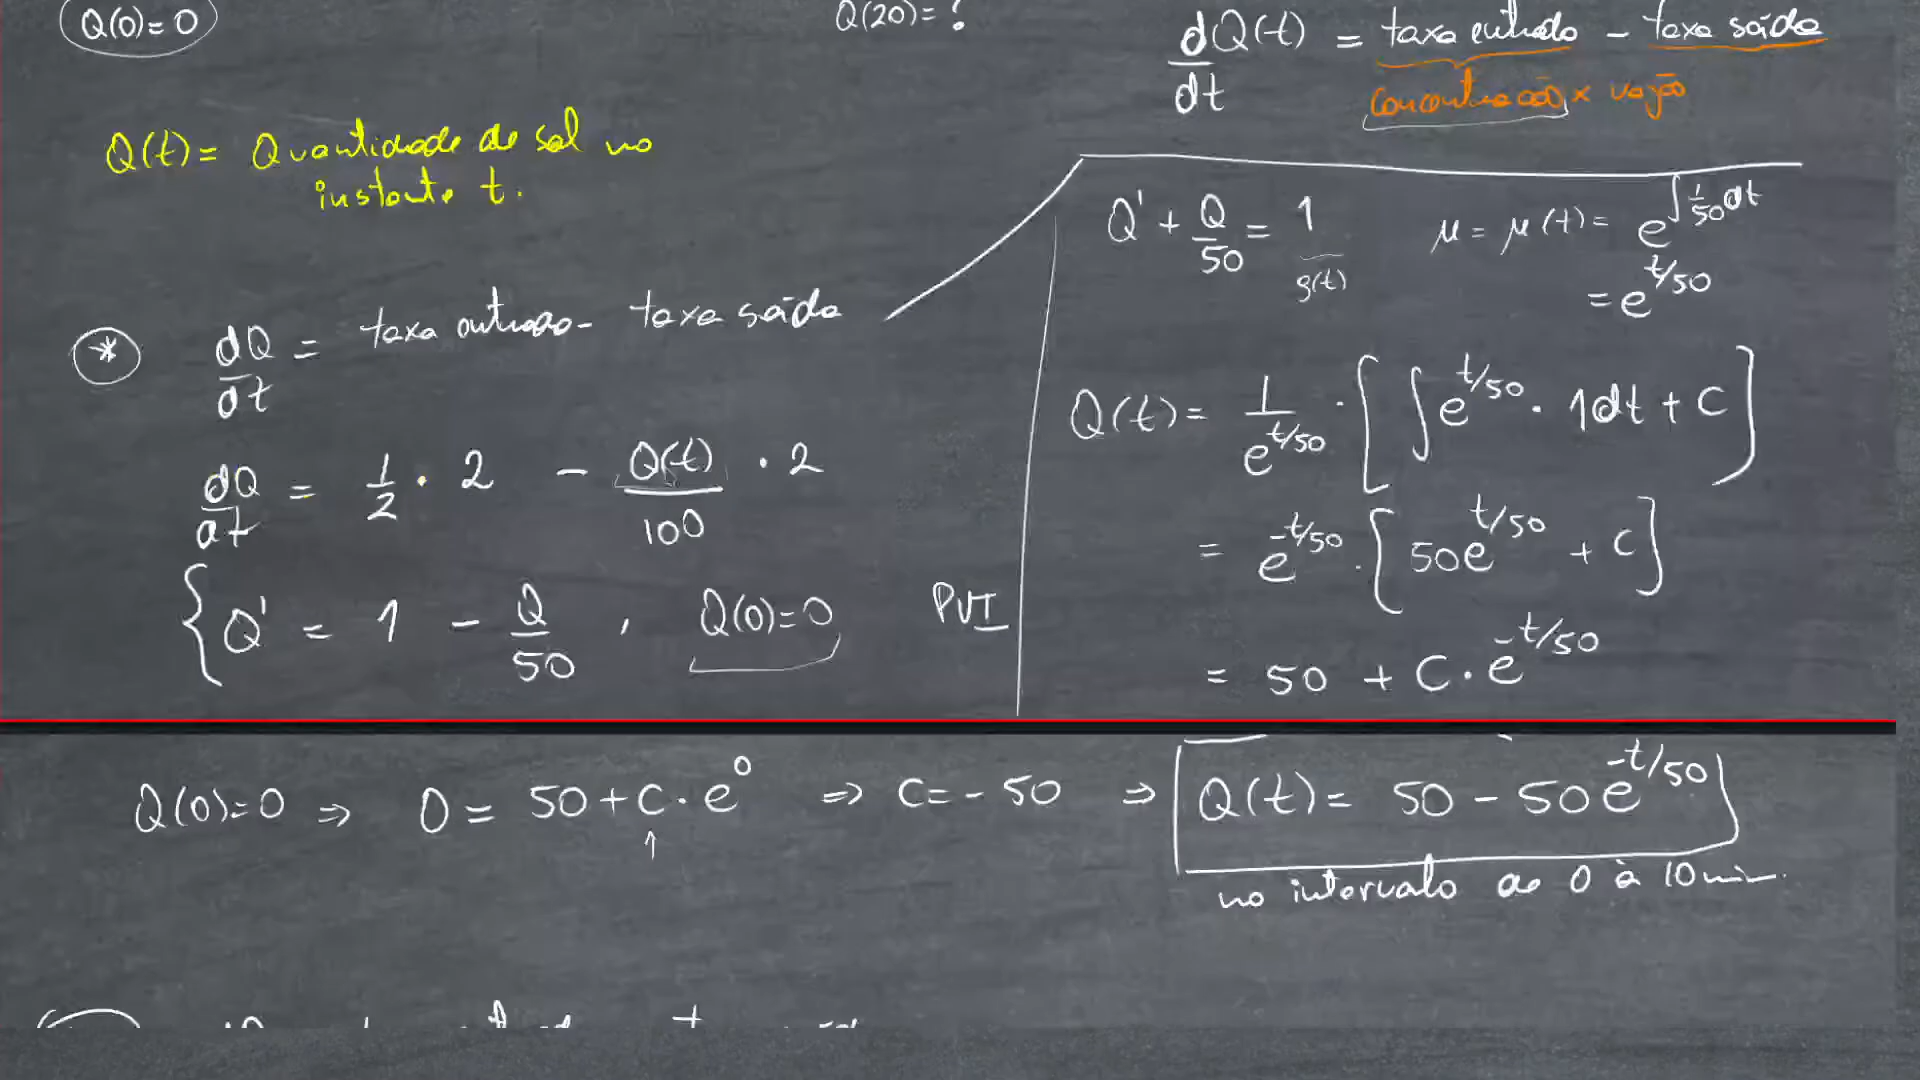 Q(0)=0
Q(20)=?
dQ(t)/dt = taxa entrada - taxa saída
concentração x vazão
Q(t)= Quantidade de sal no
instante t.
* dQ/dt = taxa entrada - taxa saída
dQ/dt = 1/2 · 2 - Q(t)/100 · 2
{ Q' = 1 - Q/50 , Q(0)=0 PVI
Q' + Q/50 = 1
g(t)
μ = μ(t) = e^{∫ 1/50 dt}
= e^{t/50}
Q(t) = 1/e^{t/50} · [ ∫ e^{t/50} · 1dt + C ]
= e^{-t/50} · [ 50e^{t/50} + C ]
= 50 + C · e^{-t/50}
Q(0)=0 ⇒ 0 = 50 + C · e^0 ⇒ C = -50 ⇒ Q(t) = 50 - 50e^{-t/50}
↑
no intervalo de 0 à 10 min.